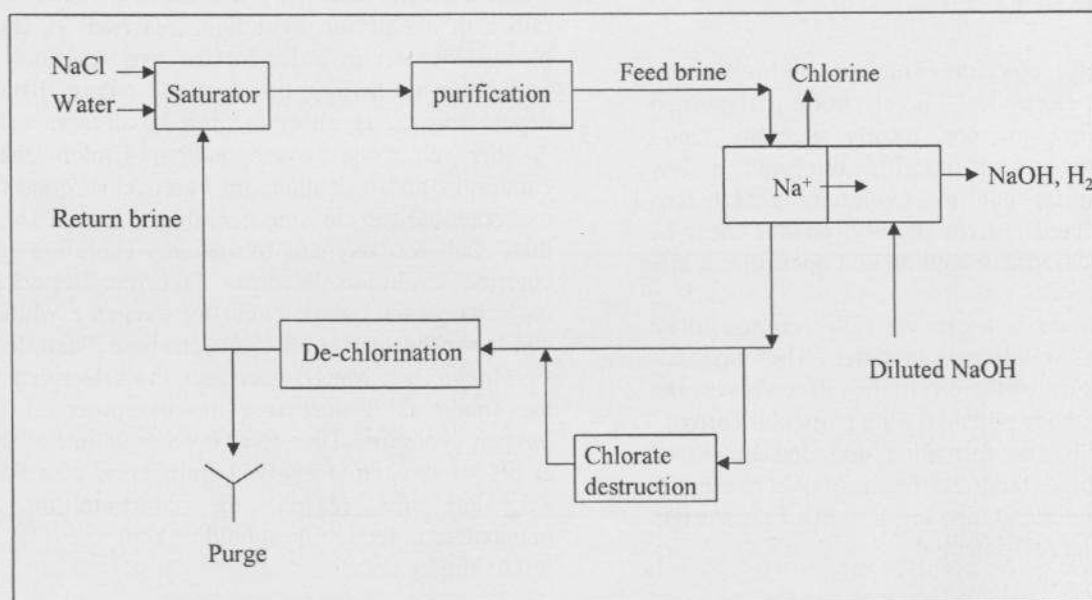 NaCl
Water
Saturator
purification
Feed brine
Chlorine
Na⁺
NaOH, H₂
Return brine
De-chlorination
Diluted NaOH
Chlorate
destruction
Purge